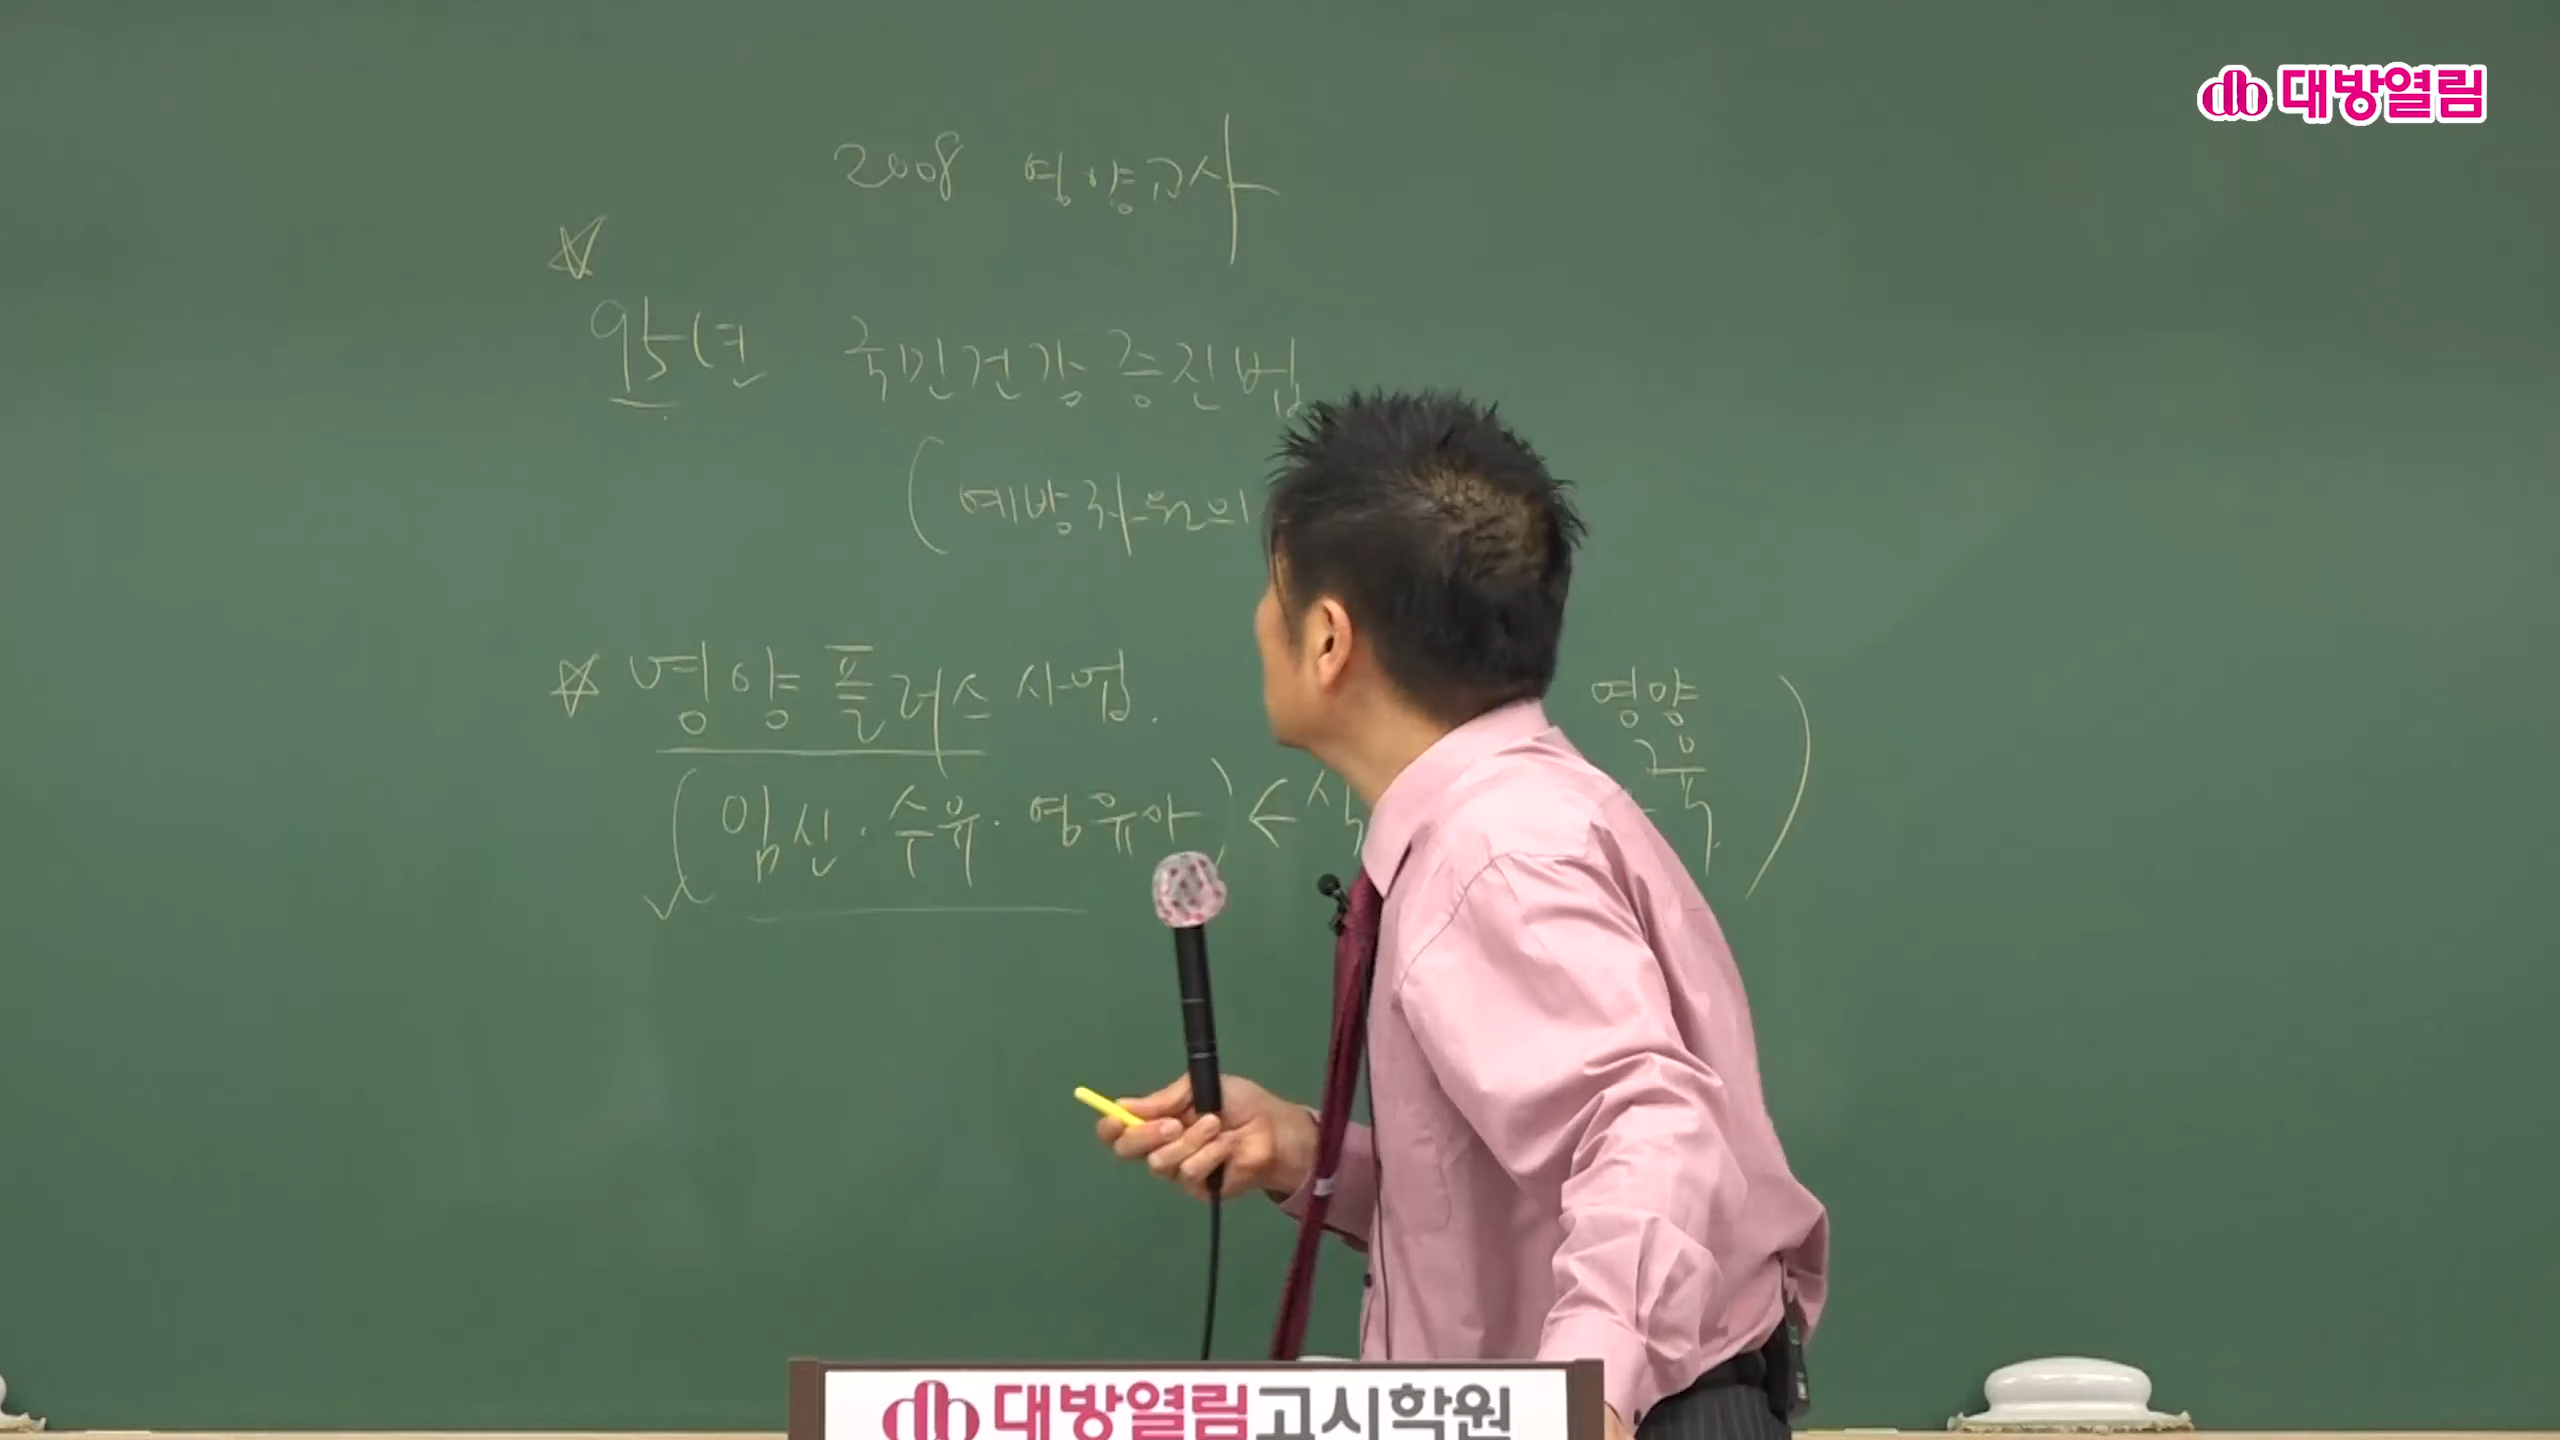 대방열림
2008 영양교사
☆
95년 국민건강증진법
(예방차원의
☆ 영양플러스 사업.
(임신·수유·영유아) ← 식
영양
대방열림고시학원